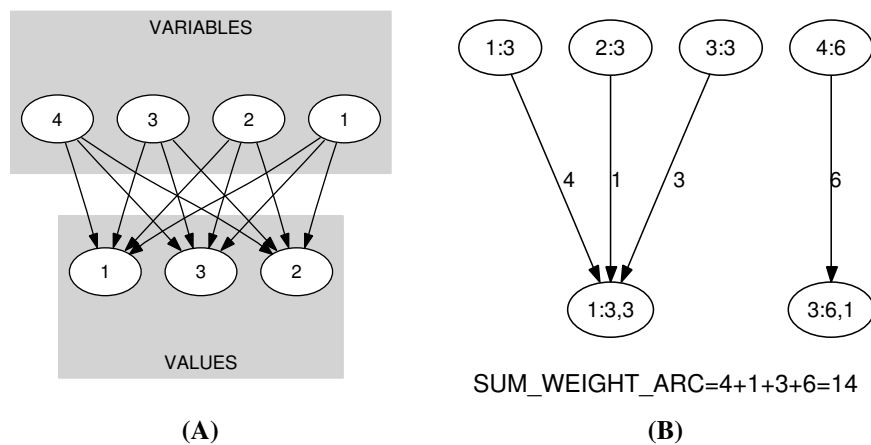 VARIABLES
4 3 2 1
1 3 2
VALUES
(A)
1:3 2:3 3:3 4:6
4 1 3 6
1:3,3 3:6,1
SUM_WEIGHT_ARC=4+1+3+6=14
(B)